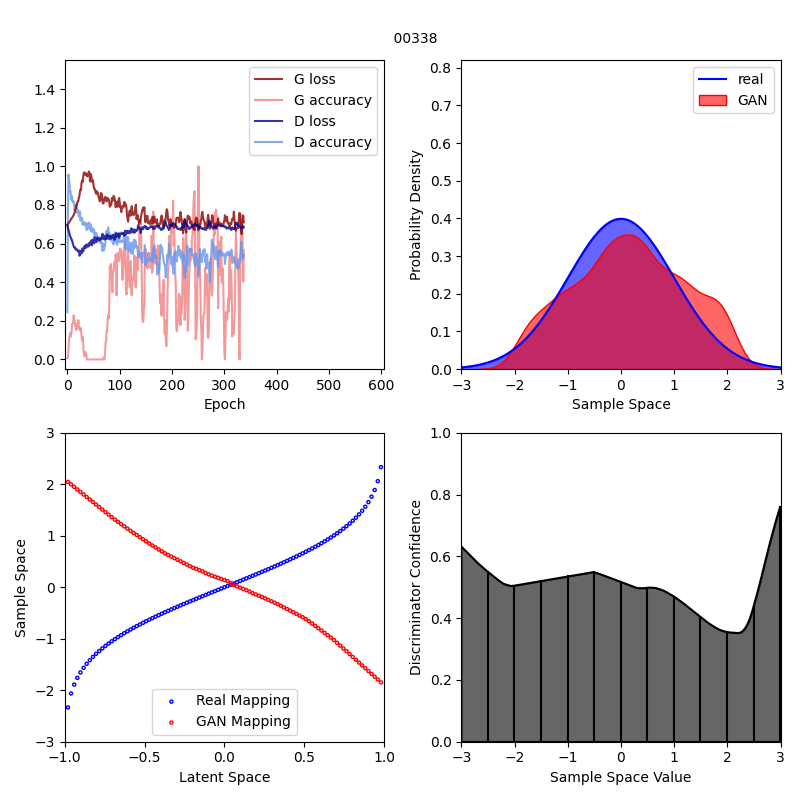 00338
G loss
G accuracy
D loss
D accuracy
1.4
1.2
1.0
0.8
0.6
0.4
0.2
0.0
0 100 200 300 400 500 600
Epoch
real
GAN
Probability Density
0.8
0.7
0.6
0.5
0.4
0.3
0.2
0.1
0.0
−3 −2 −1 0 1 2 3
Sample Space
Sample Space
3
2
1
0
−1
−2
−3
Real Mapping
GAN Mapping
−1.0 −0.5 0.0 0.5 1.0
Latent Space
Discriminator Confidence
1.0
0.8
0.6
0.4
0.2
0.0
−3 −2 −1 0 1 2 3
Sample Space Value